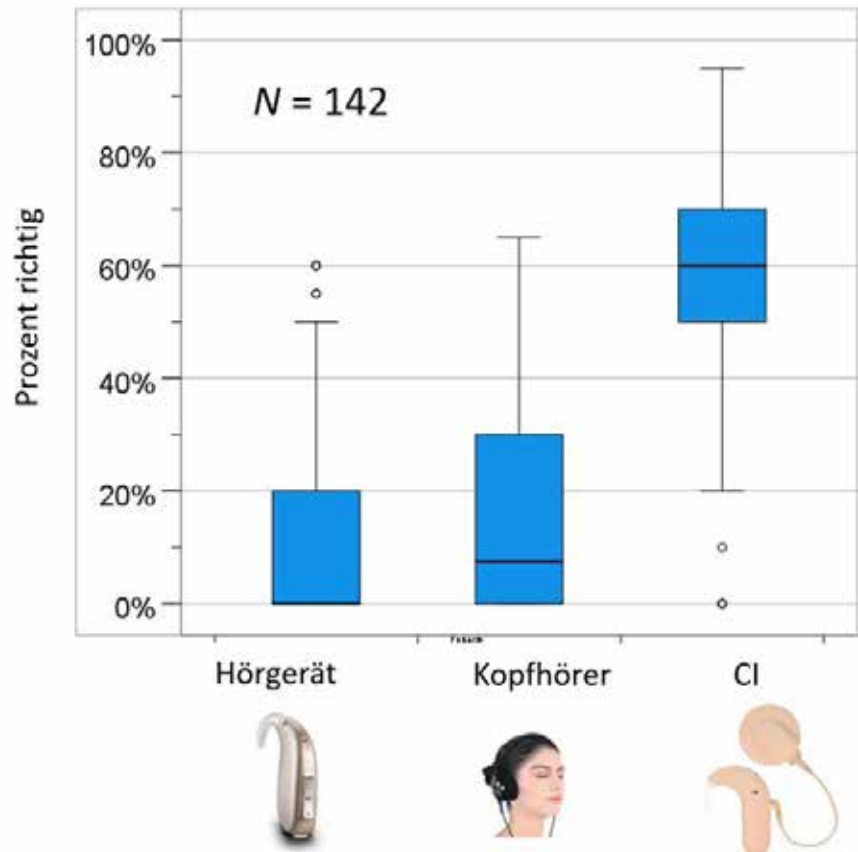 100%
N = 142
80%
60%
40%
20%
0%
Prozent richtig
Hörgerät Kopfhörer CI